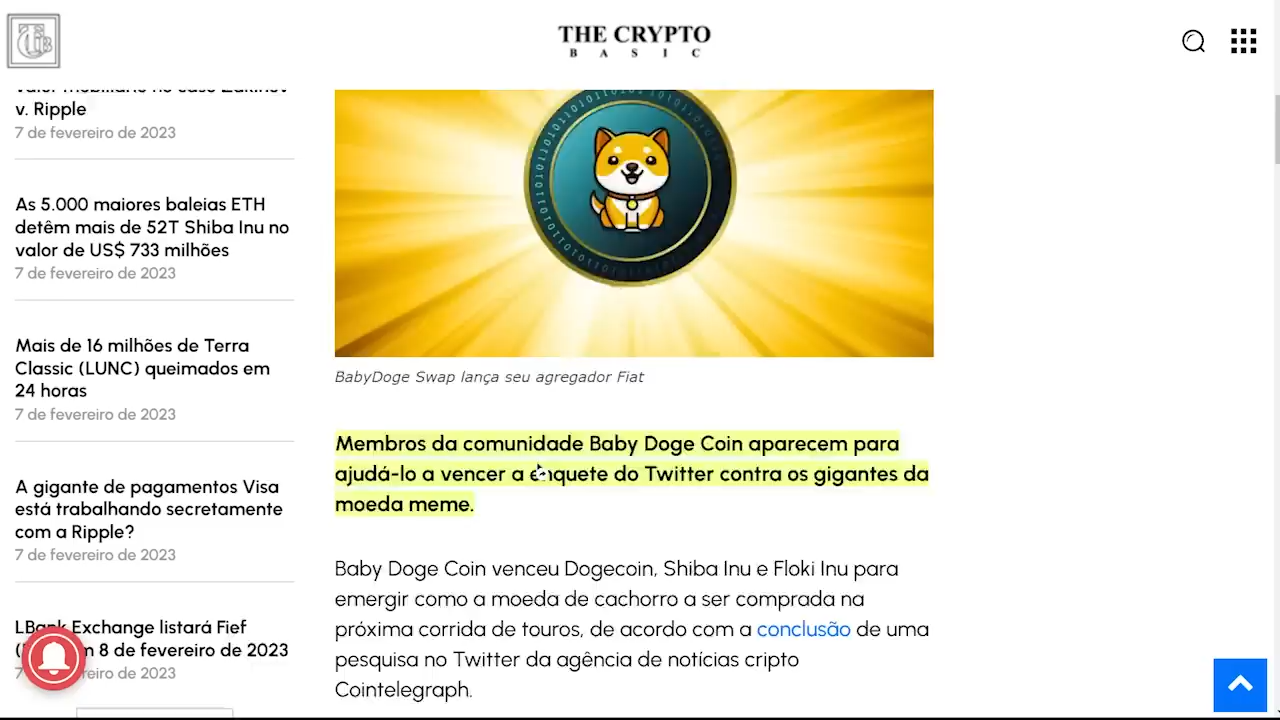 THE CRYPTO
BASIC
v. Ripple
7 de fevereiro de 2023
As 5.000 maiores baleias ETH
detêm mais de 52T Shiba Inu no
valor de US$ 733 milhões
7 de fevereiro de 2023
Mais de 16 milhões de Terra
Classic (LUNC) queimados em
24 horas
7 de fevereiro de 2023
A gigante de pagamentos Visa
está trabalhando secretamente
com a Ripple?
7 de fevereiro de 2023
LBank Exchange listará Fief
8 de fevereiro de 2023
7 de fevereiro de 2023
BabyDoge Swap lança seu agregador Fiat
Membros da comunidade Baby Doge Coin aparecem para
ajudá-lo a vencer a enquete do Twitter contra os gigantes da
moeda meme.
Baby Doge Coin venceu Dogecoin, Shiba Inu e Floki Inu para
emergir como a moeda de cachorro a ser comprada na
próxima corrida de touros, de acordo com a conclusão de uma
pesquisa no Twitter da agência de notícias cripto
Cointelegraph.